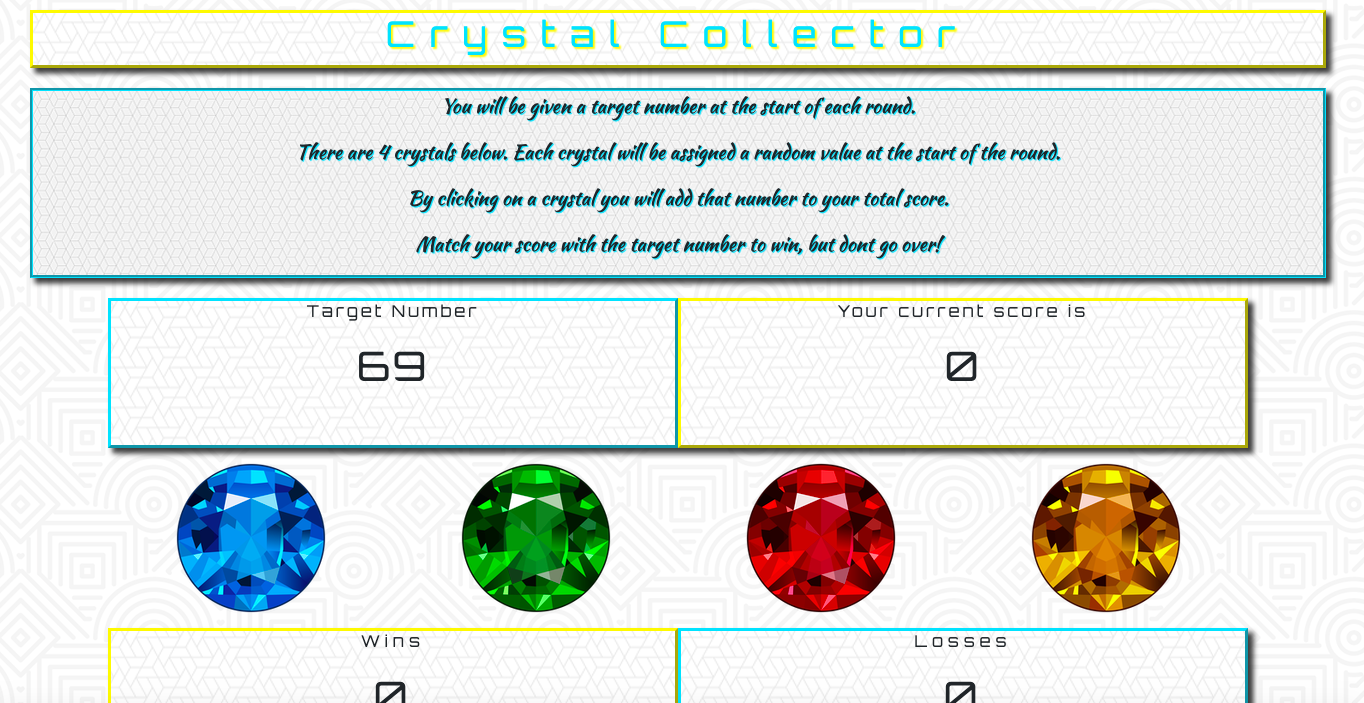 Crystal Collector
You will be given a target number at the start of each round.
There are 4 crystals below. Each crystal will be assigned a random value at the start of the round.
By clicking on a crystal you will add that number to your total score.
Match your score with the target number to win, but dont go over!
Target Number
Your current score is
69
0
Wins
Losses
0
0